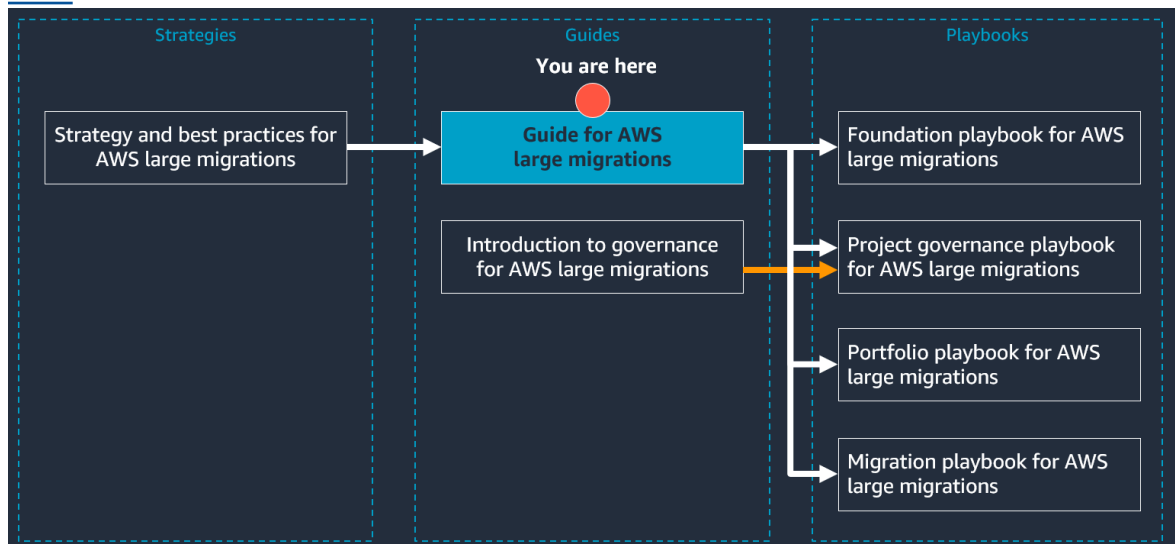 Strategies
Strategy and best practices for
AWS large migrations
Guides
You are here
Guide for AWS
large migrations
Introduction to governance
for AWS large migrations
Playbooks
Foundation playbook for AWS
large migrations
Project governance playbook
for AWS large migrations
Portfolio playbook for AWS
large migrations
Migration playbook for AWS
large migrations